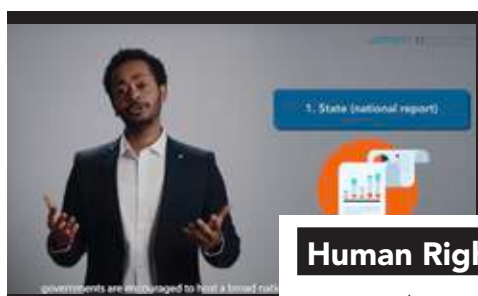 1. State (national report)
governments are encouraged to host a broad nati
Human Righ